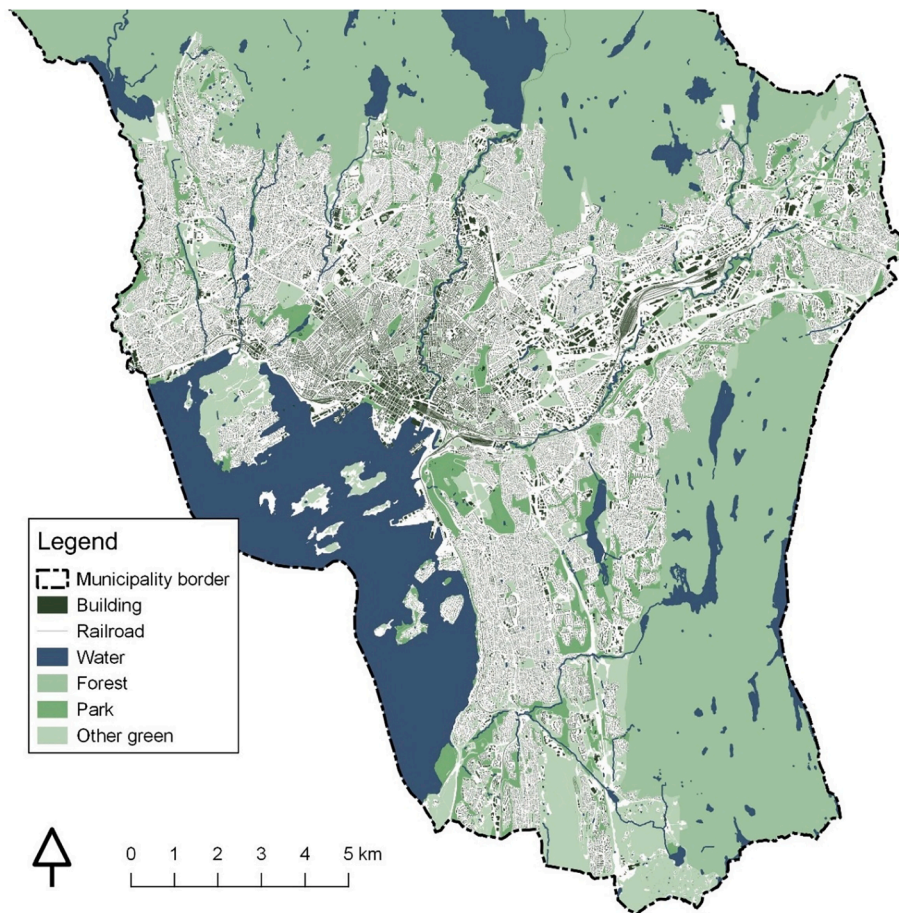 Legend
Municipality border
Building
Railroad
Water
Forest
Park
Other green
0 1 2 3 4 5 km